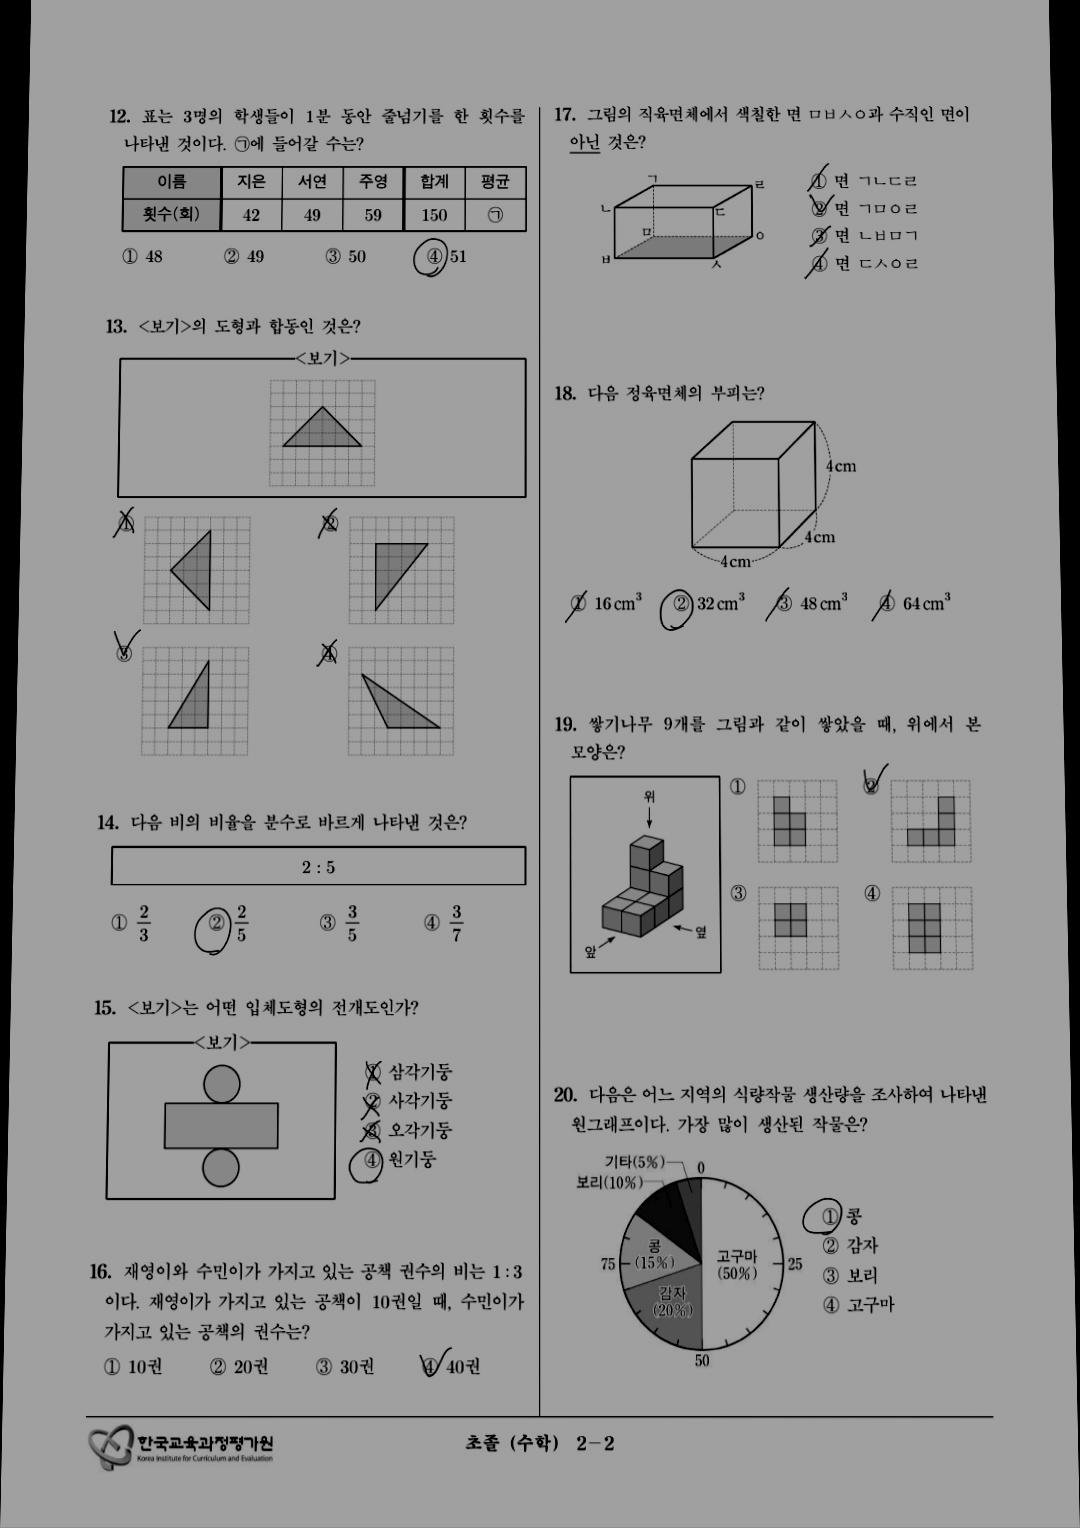 12. 표는 3명의 학생들이 1분 동안 줄넘기를 한 횟수를
나타낸 것이다. ㉠에 들어갈 수는?
이름 지은 서연 주영 합계 평균
횟수(회) 42 49 59 150 ㉠
① 48 ② 49 ③ 50 ④ 51
13. <보기>의 도형과 합동인 것은?
<보기>
① ②
③ ④
14. 다음 비의 비율을 분수로 바르게 나타낸 것은?
2 : 5
① 2/3 ② 2/5 ③ 3/5 ④ 3/7
15. <보기>는 어떤 입체도형의 전개도인가?
<보기>
① 삼각기둥
② 사각기둥
③ 오각기둥
④ 원기둥
16. 재영이와 수민이가 가지고 있는 공책 권수의 비는 1 : 3
이다. 재영이가 가지고 있는 공책이 10권일 때, 수민이가
가지고 있는 공책의 권수는?
① 10권 ② 20권 ③ 30권 ④ 40권
17. 그림의 직육면체에서 색칠한 면 ㅁㅂㅅㅇ과 수직인 면이
아닌 것은?
ㄱ ㄹ
ㄴ ㄷ
ㅁ ㅇ
ㅂ ㅅ
① 면 ㄱㄴㄷㄹ
② 면 ㄱㅁㅇㄹ
③ 면 ㄴㅂㅁㄱ
④ 면 ㄷㅅㅇㄹ
18. 다음 정육면체의 부피는?
4cm
4cm
4cm
① 16cm³ ② 32cm³ ③ 48cm³ ④ 64cm³
19. 쌓기나무 9개를 그림과 같이 쌓았을 때, 위에서 본
모양은?
위
앞 옆
① ②
③ ④
20. 다음은 어느 지역의 식량작물 생산량을 조사하여 나타낸
원그래프이다. 가장 많이 생산된 작물은?
기타(5%) 0
보리(10%)
콩
(15%)
고구마
(50%)
75 25
감자
(20%)
50
① 콩
② 감자
③ 보리
④ 고구마
한국교육과정평가원
Korea Institute for Curriculum and Evaluation
초졸 (수학) 2-2